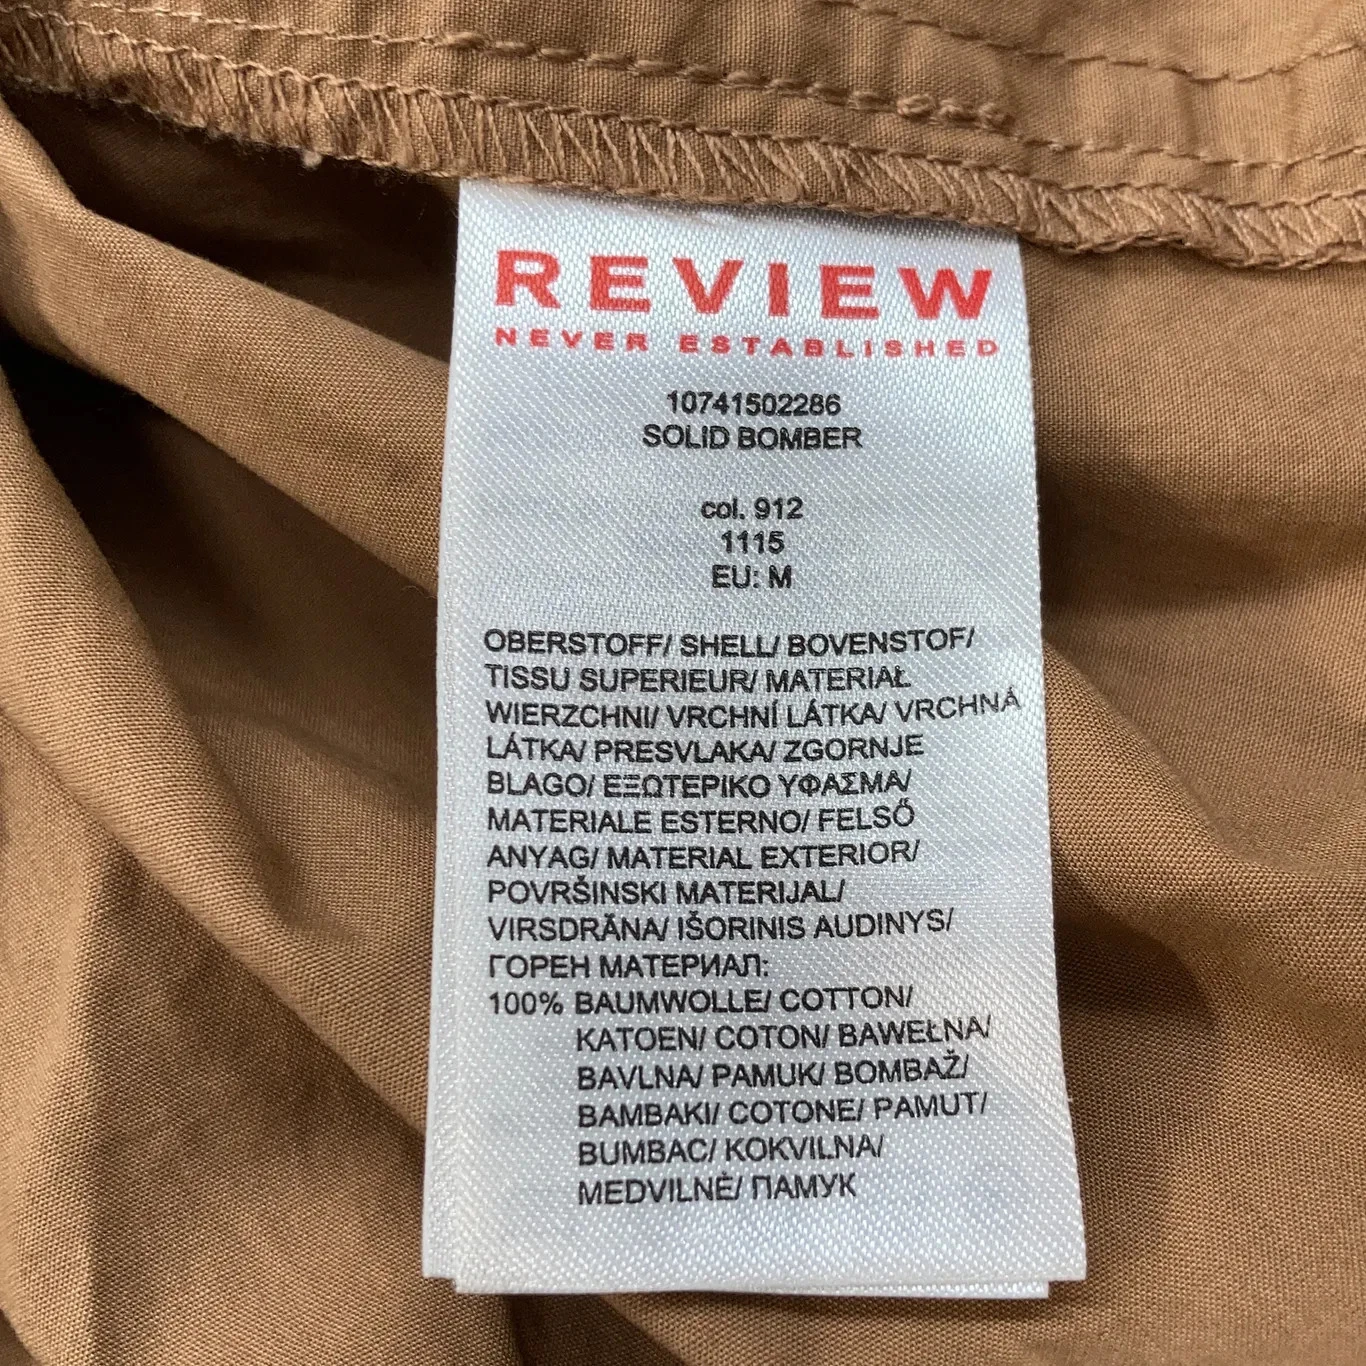 REVIEW
NEVER ESTABLISHED
10741502286
SOLID BOMBER
col. 912
1115
EU: M
OBERSTOFF/ SHELL/ BOVENSTOF/
TISSU SUPERIEUR/ MATERIAŁ
WIERZCHNI/ VRCHNÍ LÁTKA/ VRCHNÁ
LÁTKA/ PRESVLAKA/ ZGORNJE
BLAGO/ ΕΞΩΤΕΡΙΚΟ ΥΦΑΣΜΑ/
MATERIALE ESTERNO/ FELSŐ
ANYAG/ MATERIAL EXTERIOR/
POVRŠINSKI MATERIJAL/
VIRSDRĀNA/ IŠORINIS AUDINYS/
ГОРЕН МАТЕРИАЛ:
100% BAUMWOLLE/ COTTON/
KATOEN/ COTON/ BAWEŁNA/
BAVLNA/ PAMUK/ BOMBAŽ/
BAMBAKI/ COTONE/ PAMUT/
BUMBAC/ KOKVILNA/
MEDVILNĖ/ ПАМУК